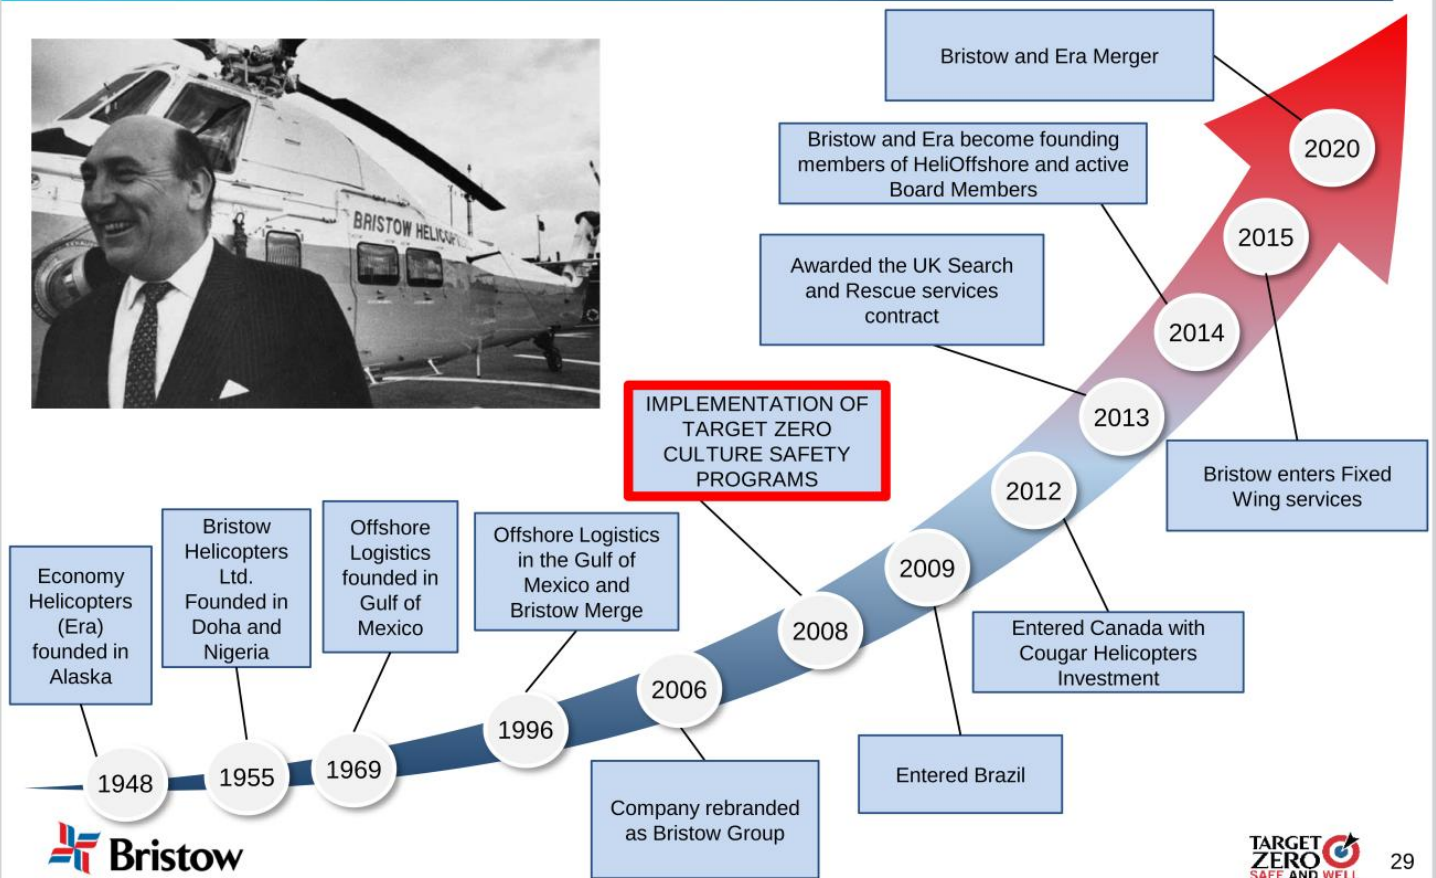 Bristow and Era Merger
2020
Bristow and Era become founding
members of HeliOffshore and active
Board Members
2015
BRISTOW HELICOP
Awarded the UK Search
and Rescue services
contract
2014
IMPLEMENTATION OF
TARGET ZERO
CULTURE SAFETY
PROGRAMS
2013
Bristow enters Fixed
Wing services
2012
Economy
Helicopters
(Era)
founded in
Alaska
Bristow
Helicopters
Ltd.
Founded in
Doha and
Nigeria
Offshore
Logistics
founded in
Gulf of
Mexico
Offshore Logistics
in the Gulf of
Mexico and
Bristow Merge
2009
2008
Entered Canada with
Cougar Helicopters
Investment
2006
1996
1969
1955
1948
Entered Brazil
Company rebranded
as Bristow Group
Bristow
TARGET
ZERO
SAFE AND WELL
29